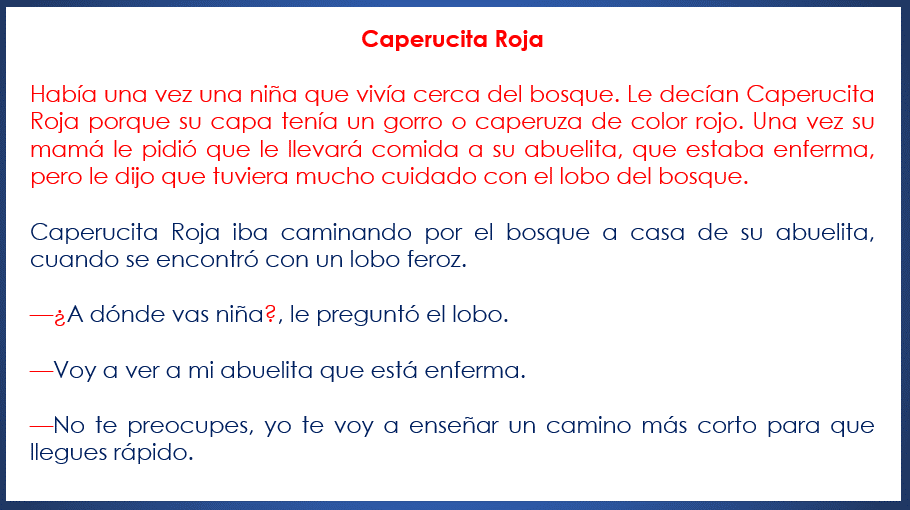 Caperucita Roja
Había una vez una niña que vivía cerca del bosque. Le decían Caperucita
Roja porque su capa tenía un gorro o caperuza de color rojo. Una vez su
mamá le pidió que le llevará comida a su abuelita, que estaba enferma,
pero le dijo que tuviera mucho cuidado con el lobo del bosque.
Caperucita Roja iba caminando por el bosque a casa de su abuelita,
cuando se encontró con un lobo feroz.
—¿A dónde vas niña?, le preguntó el lobo.
—Voy a ver a mi abuelita que está enferma.
—No te preocupes, yo te voy a enseñar un camino más corto para que
llegues rápido.